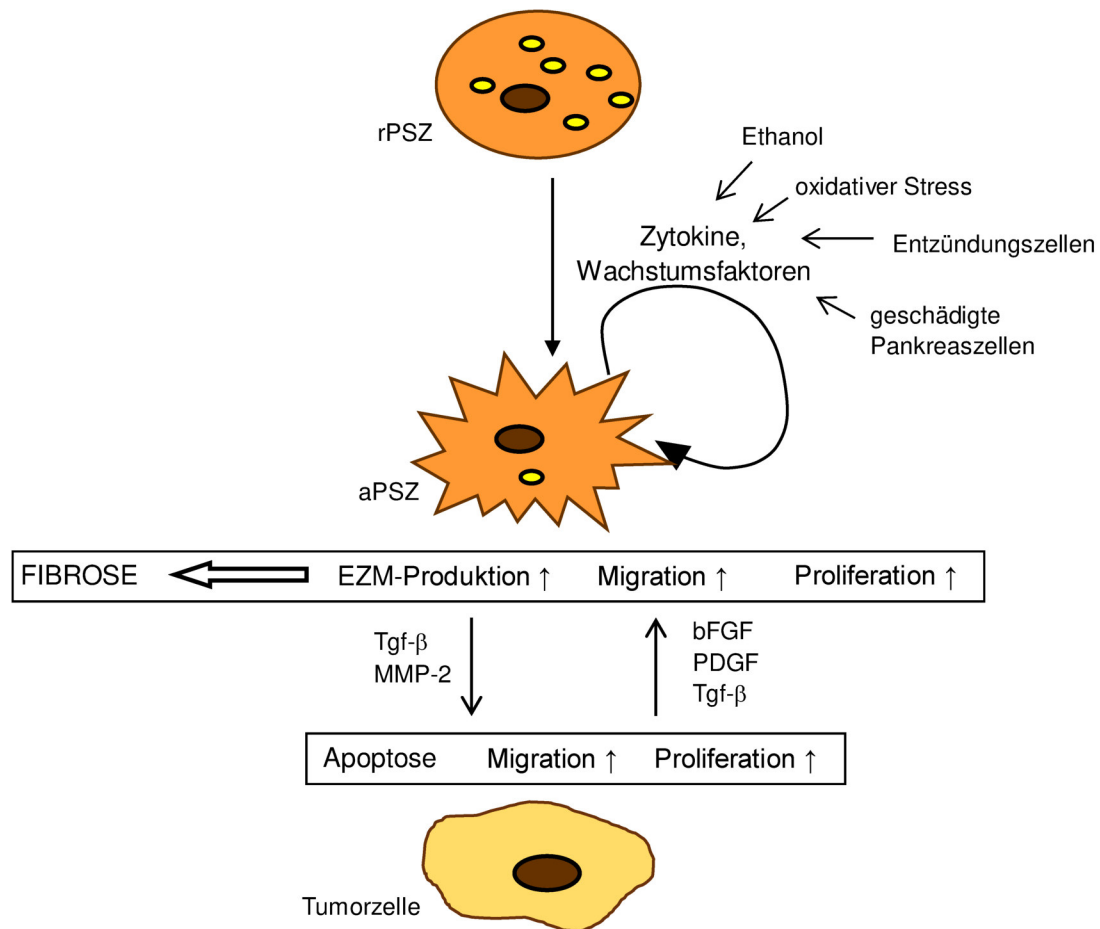 rPSZ
Ethanol
oxidativer Stress
Zytokine,
Wachstumsfaktoren
Entzündungszellen
geschädigte
Pankreaszellen
aPSZ
FIBROSE EZM-Produktion ↑ Migration ↑ Proliferation ↑
Tgf-β
MMP-2
bFGF
PDGF
Tgf-β
Apoptose Migration ↑ Proliferation ↑
Tumorzelle